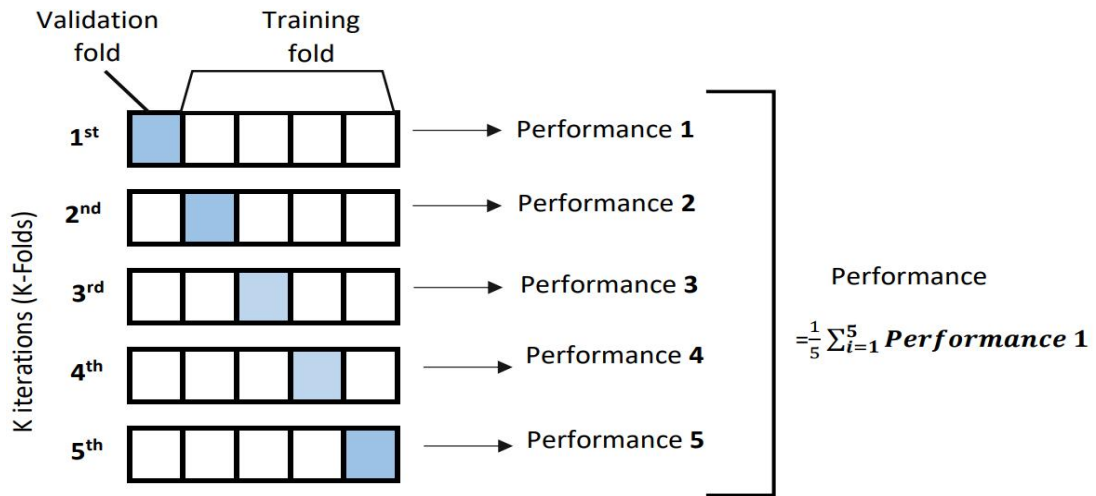 Validation
fold
Training
fold
K iterations (K-Folds)
1st
Performance 1
2nd
Performance 2
3rd
Performance 3
4th
Performance 4
5th
Performance 5
Performance
=1/5 ∑⁵ᵢ₌₁ Performance 1